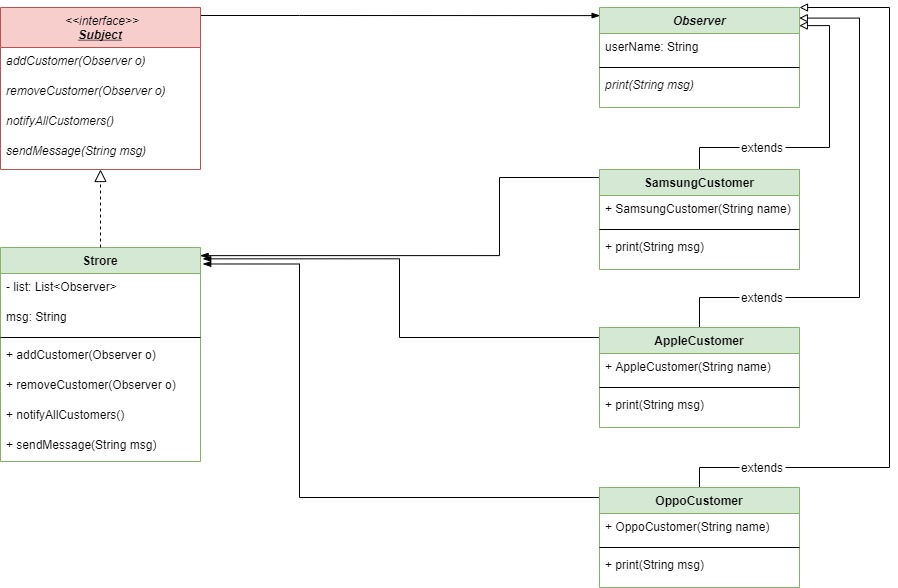 <<interface>>
Subject
addCustomer(Observer o)
removeCustomer(Observer o)
notifyAllCustomers()
sendMessage(String msg)
Observer
userName: String
print(String msg)
extends
SamsungCustomer
+ SamsungCustomer(String name)
+ print(String msg)
Strore
- list: List<Observer>
msg: String
+ addCustomer(Observer o)
+ removeCustomer(Observer o)
+ notifyAllCustomers()
+ sendMessage(String msg)
extends
AppleCustomer
+ AppleCustomer(String name)
+ print(String msg)
extends
OppoCustomer
+ OppoCustomer(String name)
+ print(String msg)